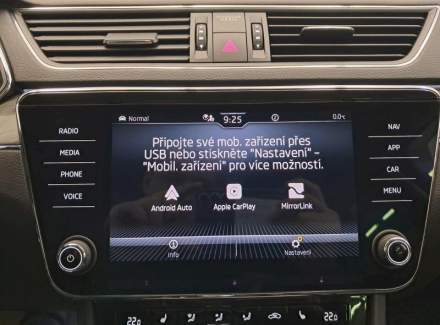 Normal
9:25
0.0°C
RADIO
MEDIA
PHONE
VOICE
Připojte své mob. zařízení přes
USB nebo stiskněte "Nastavení" –
"Mobil. zařízení" pro více možností.
Android Auto
Apple CarPlay
MirrorLink
Info
Nastavení
NAV
APP
CAR
MENU
22.0
22.0